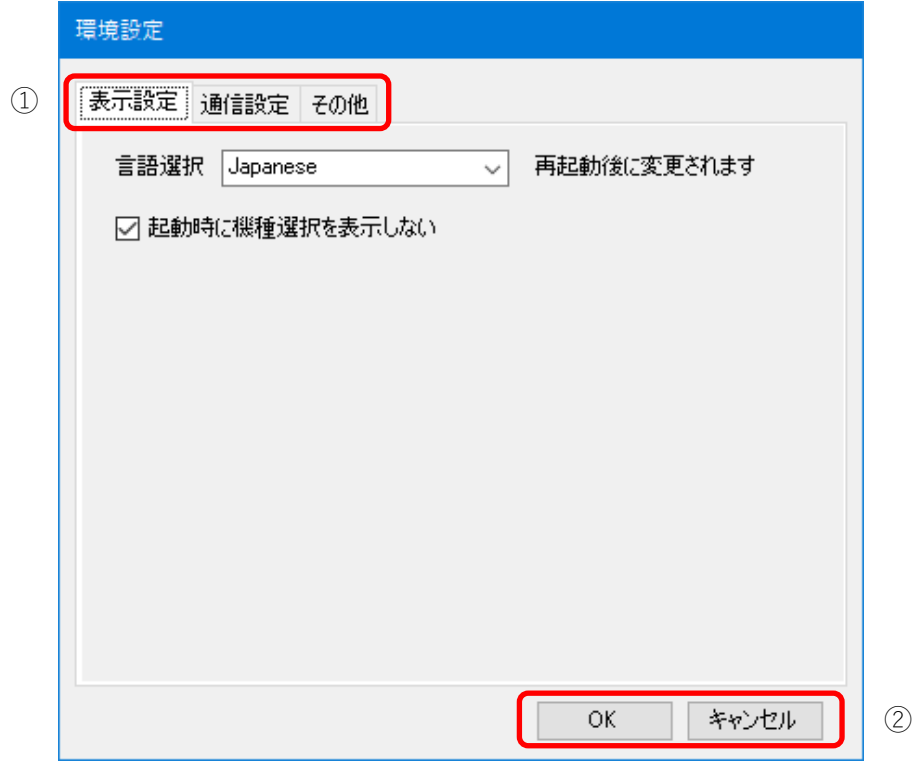 環境設定
①
表示設定 通信設定 その他
言語選択 Japanese 再起動後に変更されます
起動時に機種選択を表示しない
OK キャンセル
②